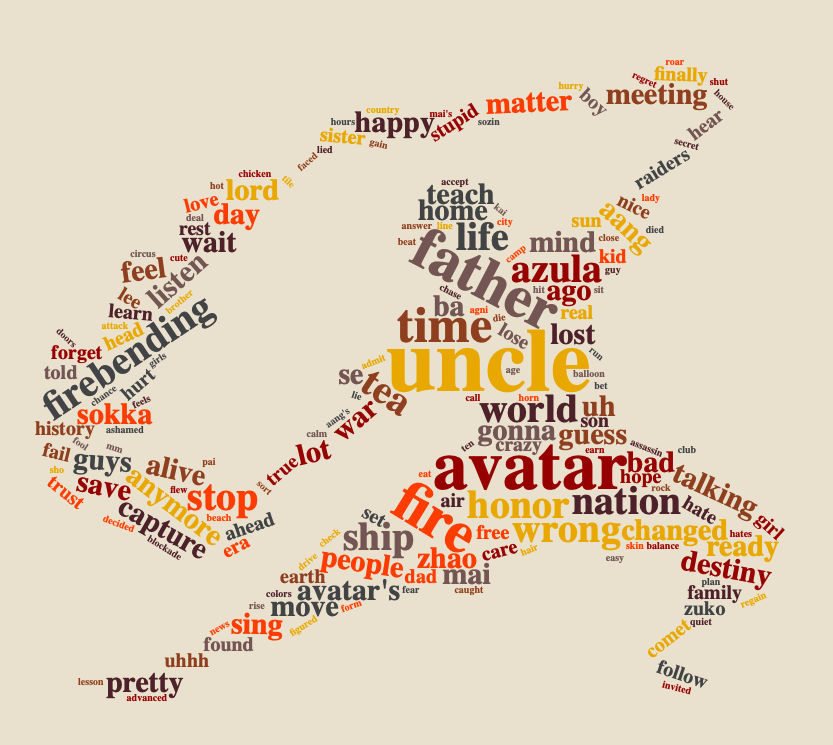 roar
regret
finally
shut
hurry
boy
meeting
house
country
mai's
matter
hours
happy
stupid
sozin
hear
sister
gain
secret
lied
faced
raiders
chicken
tile
hot
lord
accept
love
teach
lady
deal
day
home
kai
nice
rest
answer
line
city
sun
aang
died
wait
beat
father
life
mind
close
circus
cute
camp
kid
feel
listen
azula
guy
lee
brother
chase
hit
ago
sit
learn
ba
agni
die
real
attack
head
firebending
time
lose
lost
doors
forget
girls
uncle
run
told
hurt
admit
age
balloon
chance
feels
se
tea
bet
lie
call
horn
sokka
aang's
world
uh
history
ashamed
calm
war
gonna
son
guess
fool
mm
ten
crazy
assassin
fail
guys
lot
earn
club
sho
alive
pai
true
avatar
bad
trust
save
anymore
flew
sort
eat
hope
talking
rock
stop
fire
air
honor
nation
hate
girl
capture
beach
set
decided
ahead
free
wrong
changed
hates
blockade
era
check
ship
care
hair
skin
balance
ready
drive
people
zhao
easy
destiny
earth
dad
mai
plan
colors
avatar's
fear
caught
family
regain
rise
move
form
zuko
news
sing
figured
quiet
found
comet
uhhh
follow
lesson
pretty
invited
advanced